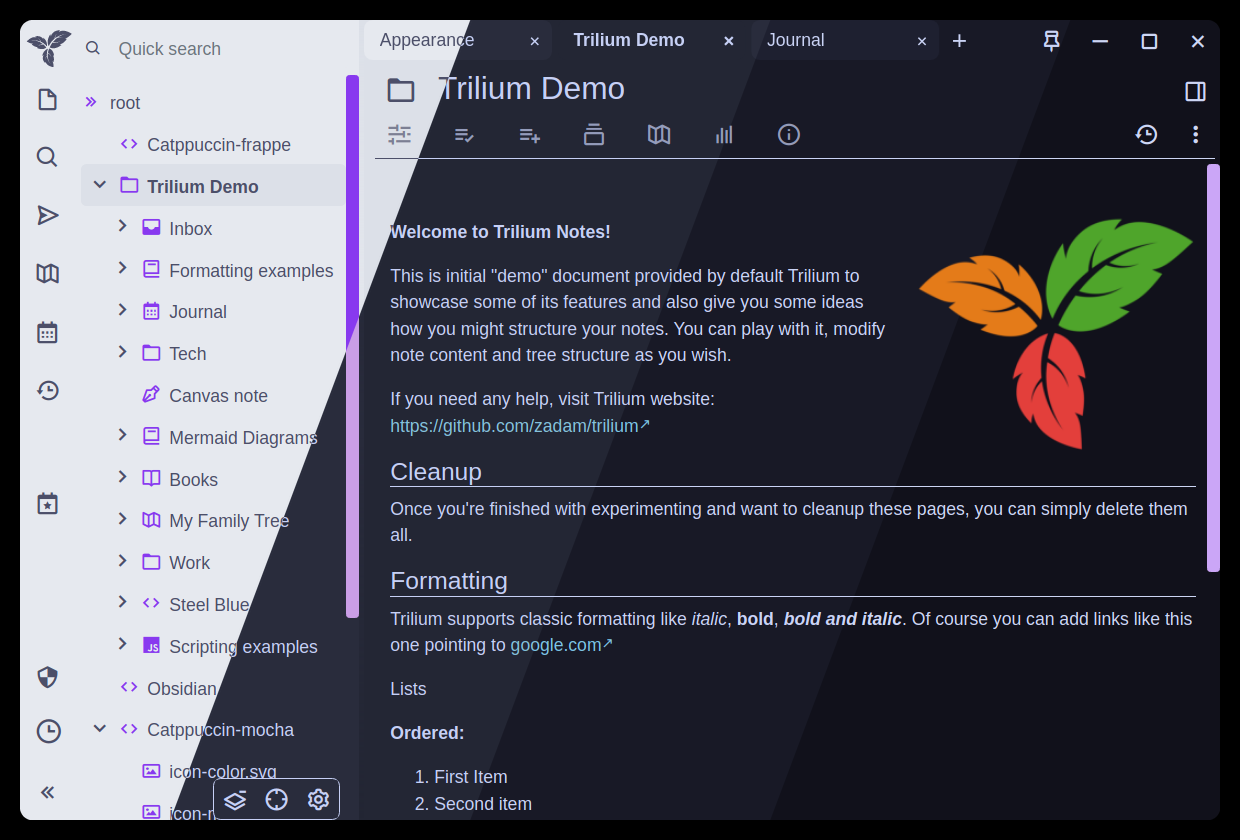 Quick search
root
Catppuccin-frappe
Trilium Demo
Inbox
Formatting examples
Journal
Tech
Canvas note
Mermaid Diagrams
Books
My Family Tree
Work
Steel Blue
JS
Scripting examples
Obsidian
Catppuccin-mocha
icon-color.svg
Appearance
Trilium Demo
Journal
Trilium Demo
Welcome to Trilium Notes!
This is initial "demo" document provided by default Trilium to
showcase some of its features and also give you some ideas
how you might structure your notes. You can play with it, modify
note content and tree structure as you wish.
If you need any help, visit Trilium website:
https://github.com/zadam/trilium
Cleanup
Once you're finished with experimenting and want to cleanup these pages, you can simply delete them
all.
Formatting
Trilium supports classic formatting like italic, bold, bold and italic. Of course you can add links like this
one pointing to google.com
Lists
Ordered:
1. First Item
2. Second item